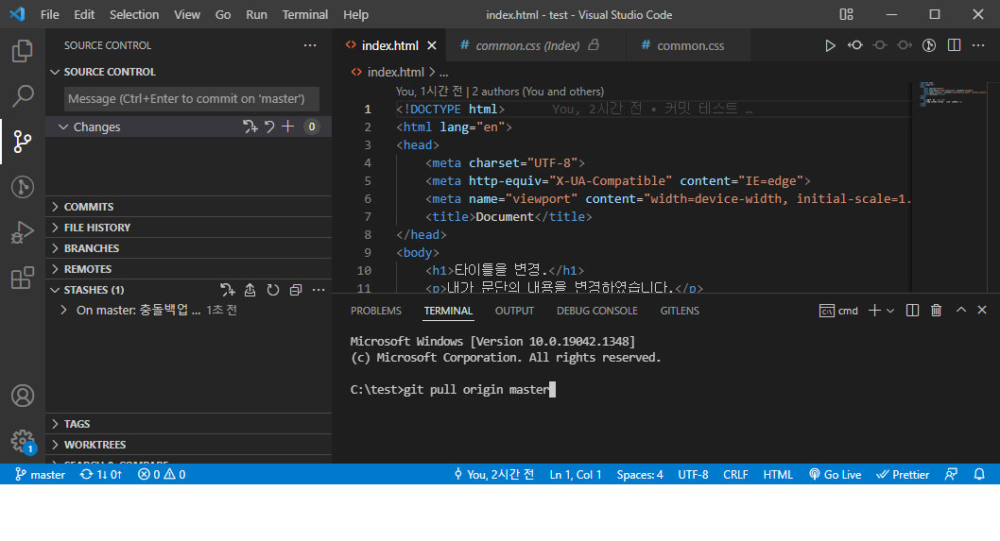 File Edit Selection View Go Run Terminal Help index.html - test - Visual Studio Code
SOURCE CONTROL
SOURCE CONTROL
Message (Ctrl+Enter to commit on 'master')
Changes 0
COMMITS
FILE HISTORY
BRANCHES
REMOTES
STASHES (1)
On master: 충돌백업 ... 1초 전
TAGS
WORKTREES
1
index.html # common.css (Index) # common.css
index.html > ...
You, 1시간 전 | 2 authors (You and others)
1 <!DOCTYPE html> You, 2시간 전 • 커밋 테스트 …
2 <html lang="en">
3 <head>
4 <meta charset="UTF-8">
5 <meta http-equiv="X-UA-Compatible" content="IE=edge">
6 <meta name="viewport" content="width=device-width, initial-scale=1.
7 <title>Document</title>
8 </head>
9 <body>
10 <h1>타이틀을 변경.</h1>
11 <p>내가 문단의 내용을 변경하였습니다.</p>
PROBLEMS TERMINAL OUTPUT DEBUG CONSOLE GITLENS cmd
Microsoft Windows [Version 10.0.19042.1348]
(c) Microsoft Corporation. All rights reserved.
C:\test>git pull origin master
master 1↓ 0↑ 0 0 You, 2시간 전 Ln 1, Col 1 Spaces: 4 UTF-8 CRLF HTML Go Live Prettier